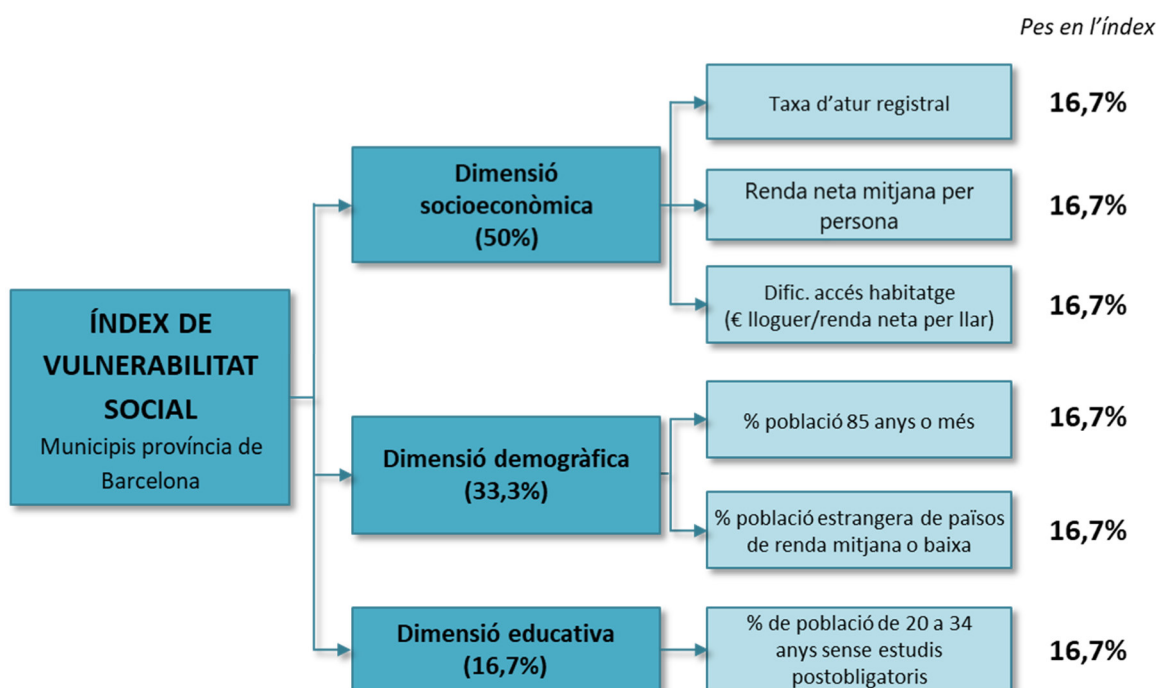 Pes en l’índex
Taxa d’atur registral
16,7%
Dimensió
socioeconòmica
(50%)
Renda neta mitjana per
persona
16,7%
Dific. accés habitatge
(€ lloguer/renda neta per llar)
16,7%
ÍNDEX DE
VULNERABILITAT
SOCIAL
Municipis província de
Barcelona
Dimensió demogràfica
(33,3%)
% població 85 anys o més
16,7%
% població estrangera de països
de renda mitjana o baixa
16,7%
Dimensió educativa
(16,7%)
% de població de 20 a 34
anys sense estudis
postobligatoris
16,7%